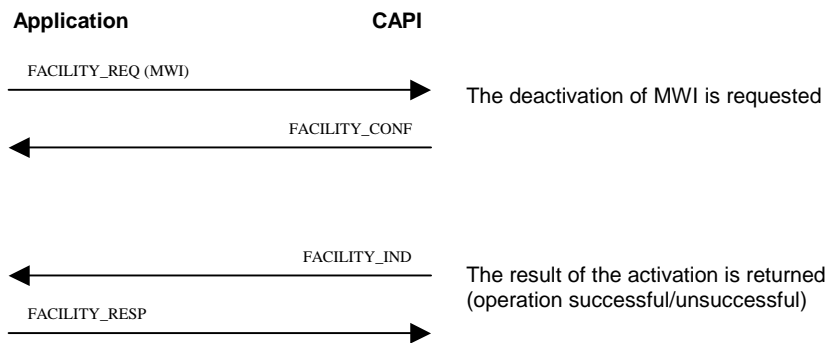 Application CAPI
FACILITY_REQ (MWI)
The deactivation of MWI is requested
FACILITY_CONF
FACILITY_IND
The result of the activation is returned
(operation successful/unsuccessful)
FACILITY_RESP